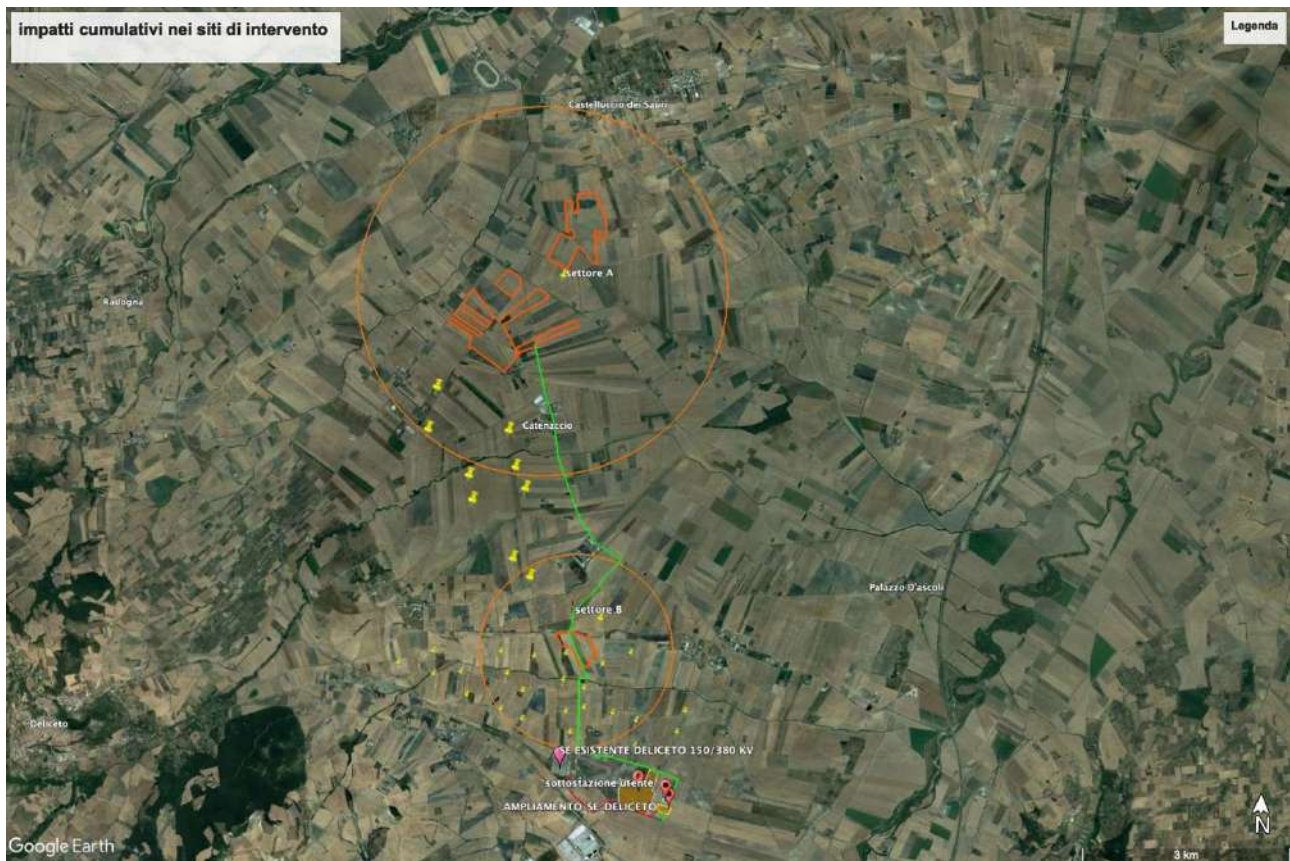 impatti cumulativi nei siti di intervento
Legenda
Castelluccio dei Sauri
settore A
Radogna
Catenaccio
Palazzo D'ascoli
settore B
Deliceto
SE ESISTENTE DELICETO 150/380 KV
sottostazione utente
AMPLIAMENTO SE DELICETO
N
Google Earth
3 km